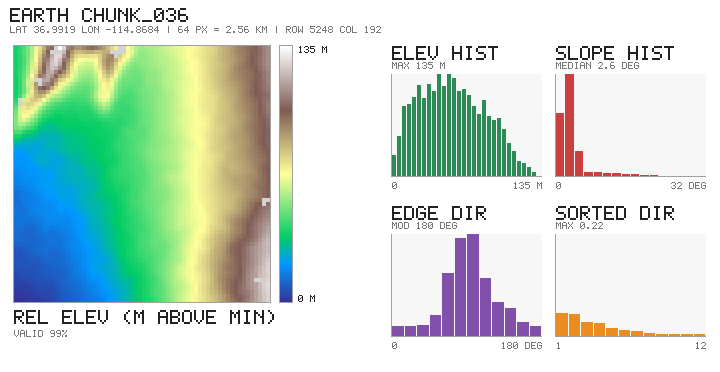 EARTH CHUNK_036
LAT 36.9919 LON -114.8684 | 64 PX = 2.56 KM | ROW 5248 COL 192
135 M
0 M
REL ELEV (M ABOVE MIN)
VALID 99%
ELEV HIST
MAX 135 M
0 135 M
SLOPE HIST
MEDIAN 2.6 DEG
0 32 DEG
EDGE DIR
MOD 180 DEG
0 180 DEG
SORTED DIR
MAX 0.22
1 12